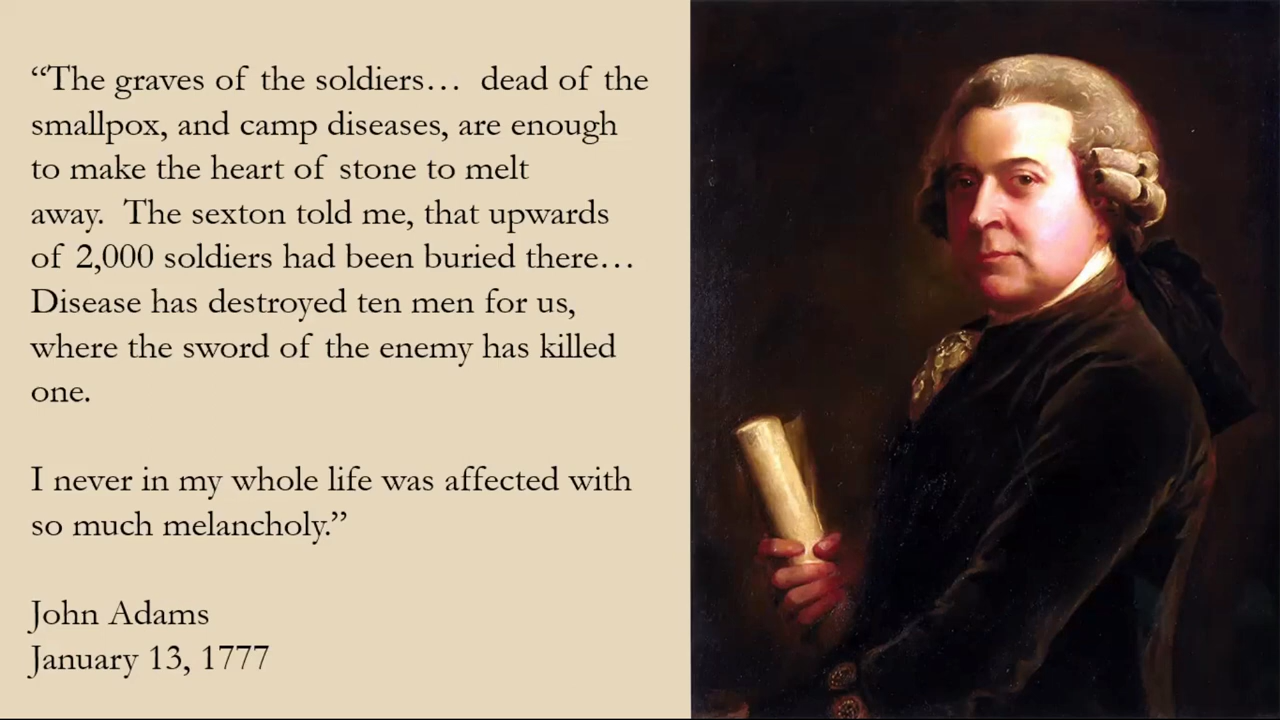 “The graves of the soldiers… dead of the
smallpox, and camp diseases, are enough
to make the heart of stone to melt
away. The sexton told me, that upwards
of 2,000 soldiers had been buried there…
Disease has destroyed ten men for us,
where the sword of the enemy has killed
one.
I never in my whole life was affected with
so much melancholy.”
John Adams
January 13, 1777